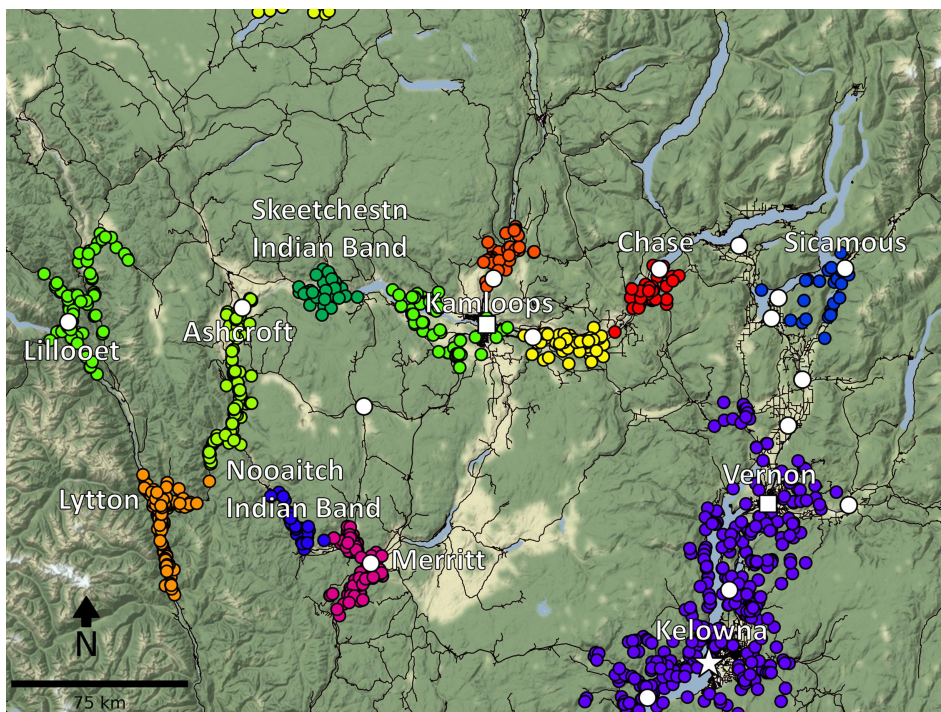 Skeetchestn
Indian Band
Chase
Sicamous
Kamloops
Ashcroft
Lillooet
Nooaitch
Indian Band
Lytton
Vernon
Merritt
Kelowna
N
75 km